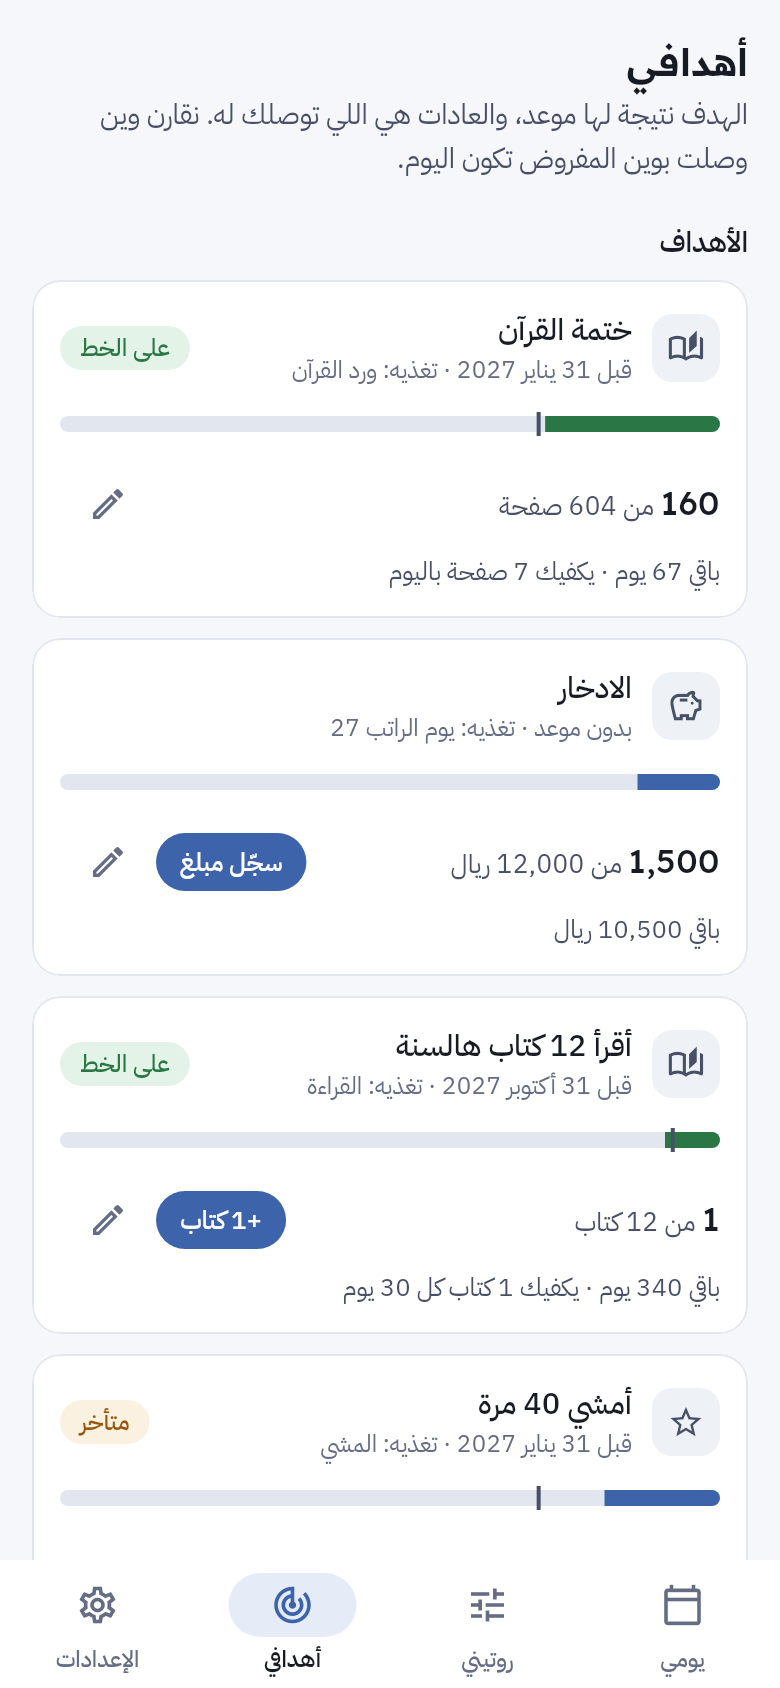 أهدافي
الهدف نتيجة لها موعد، والعادات هي اللي توصلك له. نقارن وين
وصلت بوين المفروض تكون اليوم.
الأهداف
ختمة القرآن
على الخط
قبل 31 يناير 2027 · تغذيه: ورد القرآن
160 من 604 صفحة
باقي 67 يوم · يكفيك 7 صفحة باليوم
الادخار
بدون موعد · تغذيه: يوم الراتب 27
1,500 من 12,000 ريال
سجّل مبلغ
باقي 10,500 ريال
أقرأ 12 كتاب هالسنة
على الخط
قبل 31 أكتوبر 2027 · تغذيه: القراءة
1 من 12 كتاب
+1 كتاب
باقي 340 يوم · يكفيك 1 كتاب كل 30 يوم
أمشي 40 مرة
متأخر
قبل 31 يناير 2027 · تغذيه: المشي
يومي
روتيني
أهدافي
الإعدادات